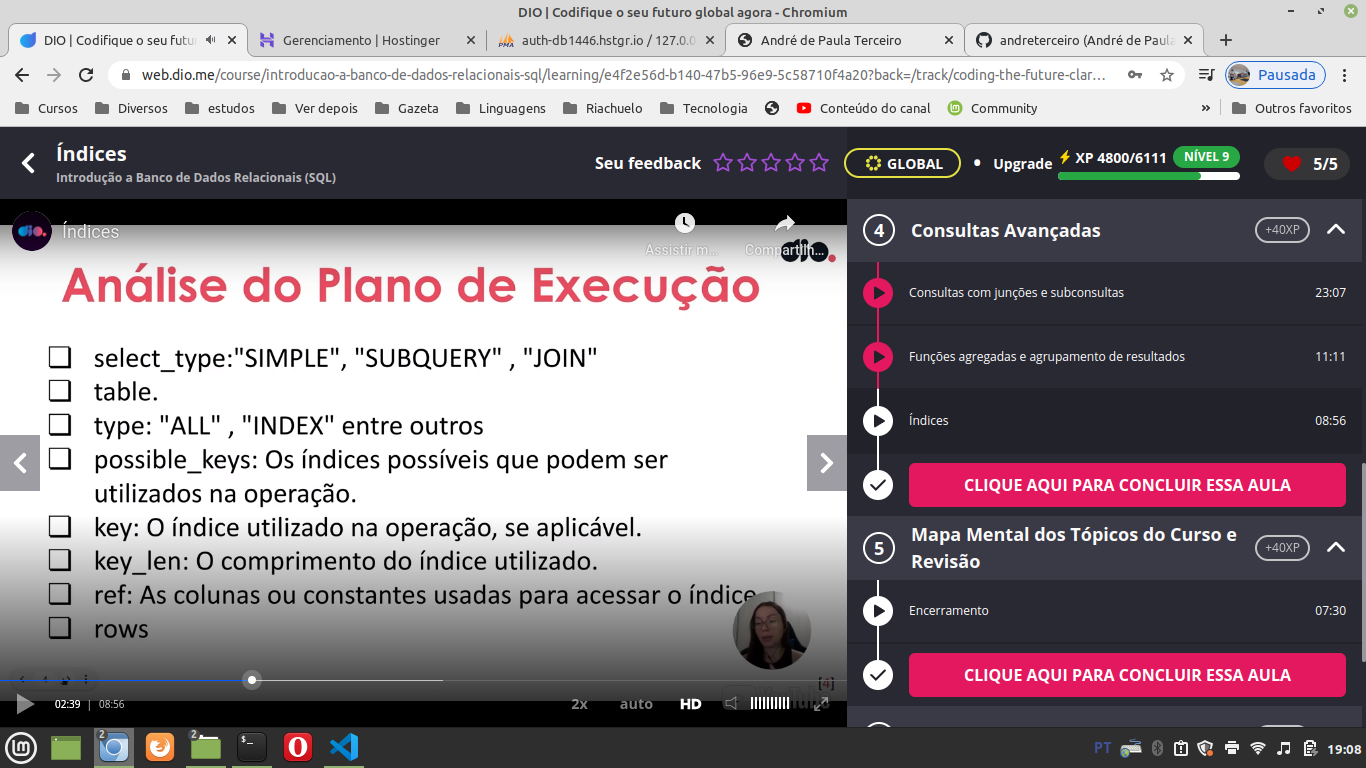 DIO | Codifique o seu futuro global agora - Chromium
DIO | Codifique o seu futu
Gerenciamento | Hostinger
auth-db1446.hstgr.io / 127.0.0
André de Paula Terceiro
andreterceiro (André de Paula
web.dio.me/course/introducao-a-banco-de-dados-relacionais-sql/learning/e4f2e56d-b140-47b5-96e9-5c58710f4a20?back=/track/coding-the-future-clar...
Pausada
Cursos
Diversos
estudos
Ver depois
Gazeta
Linguagens
Riachuelo
Tecnologia
Conteúdo do canal
Community
»
Outros favoritos
Índices
Introdução a Banco de Dados Relacionais (SQL)
Seu feedback
GLOBAL
• Upgrade
XP 4800/6111
NÍVEL 9
5/5
dio.
Índices
Assistir m...
Compartilh...
dio.
Análise do Plano de Execução
select_type:"SIMPLE", "SUBQUERY" , "JOIN"
table.
type: "ALL" , "INDEX" entre outros
possible_keys: Os índices possíveis que podem ser
utilizados na operação.
key: O índice utilizado na operação, se aplicável.
key_len: O comprimento do índice utilizado.
ref: As colunas ou constantes usadas para acessar o índice
rows
[4]
02:39 | 08:56
2x
auto
HD
4 Consultas Avançadas
+40XP
Consultas com junções e subconsultas
23:07
Funções agregadas e agrupamento de resultados
11:11
Índices
08:56
CLIQUE AQUI PARA CONCLUIR ESSA AULA
5 Mapa Mental dos Tópicos do Curso e
Revisão
+40XP
Encerramento
07:30
CLIQUE AQUI PARA CONCLUIR ESSA AULA
2
2
PT
19:08